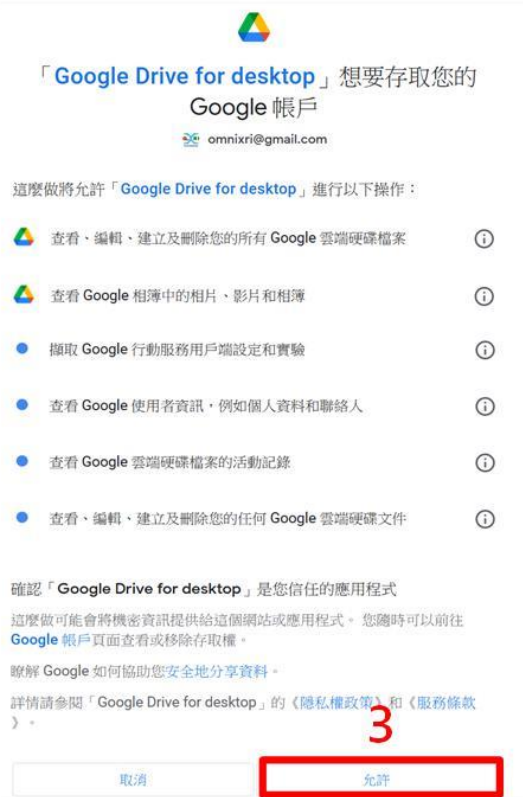 「Google Drive for desktop」想要存取您的
Google 帳戶
omnixri@gmail.com
這麼做將允許「Google Drive for desktop」進行以下操作：
查看、編輯、建立及刪除您的所有 Google 雲端硬碟檔案
查看 Google 相簿中的相片、影片和相簿
擷取 Google 行動服務用戶端設定和實驗
查看 Google 使用者資訊，例如個人資料和聯絡人
查看 Google 雲端硬碟檔案的活動記錄
查看、編輯、建立及刪除您的任何 Google 雲端硬碟文件
確認「Google Drive for desktop」是您信任的應用程式
這麼做可能會將機密資訊提供給這個網站或應用程式。 您隨時可以前往
Google 帳戶頁面查看或移除存取權。
瞭解 Google 如何協助您安全地分享資料。
詳情請參閱「Google Drive for desktop」的《隱私權政策》和《服務條款
》。
3
取消
允許